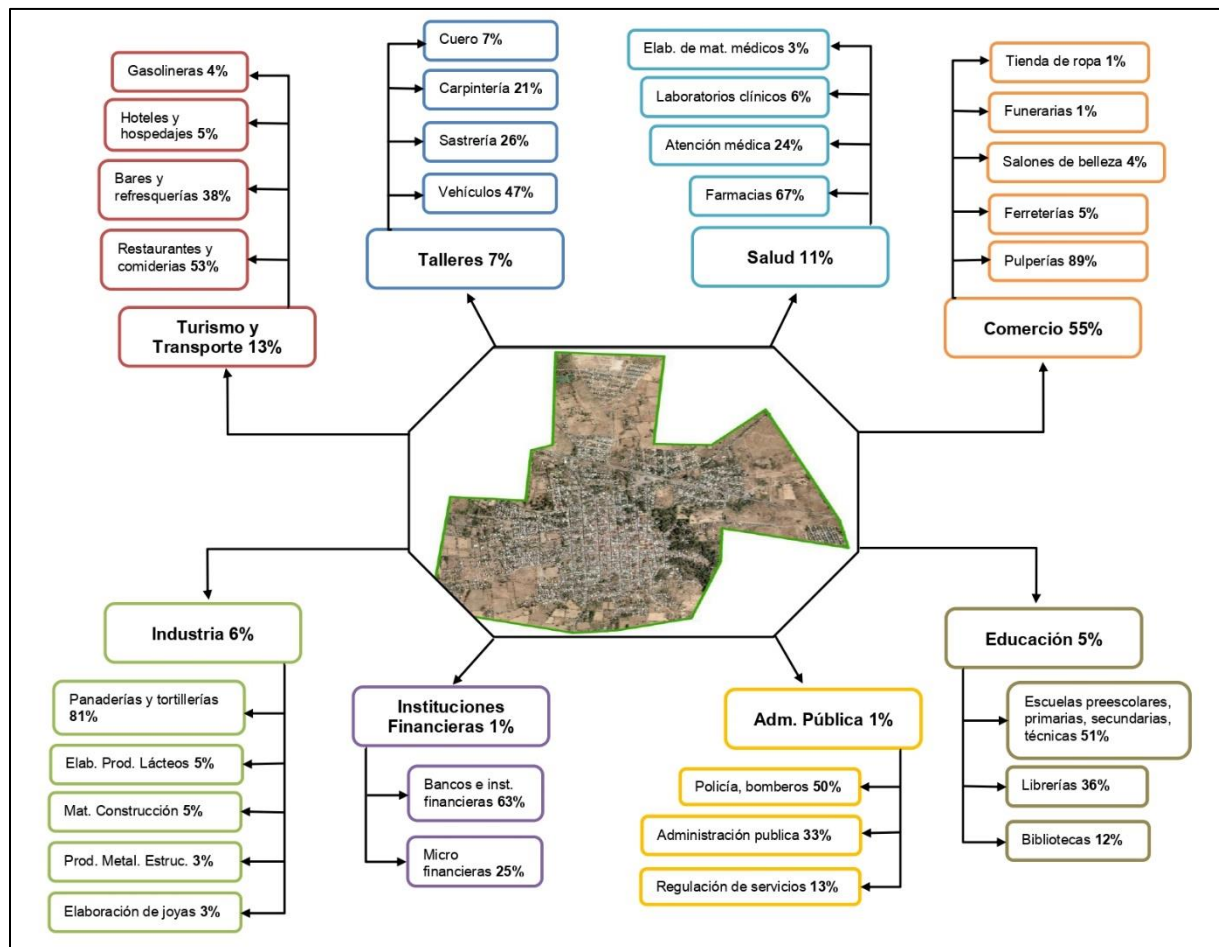 Gasolineras 4%
Hoteles y
hospedajes 5%
Bares y
refresquerías 38%
Restaurantes y
comiderias 53%
Turismo y
Transporte 13%
Cuero 7%
Carpintería 21%
Sastrería 26%
Vehículos 47%
Talleres 7%
Elab. de mat. médicos 3%
Laboratorios clínicos 6%
Atención médica 24%
Farmacias 67%
Salud 11%
Tienda de ropa 1%
Funerarias 1%
Salones de belleza 4%
Ferreterías 5%
Pulperías 89%
Comercio 55%
Industria 6%
Panaderías y tortillerías
81%
Elab. Prod. Lácteos 5%
Mat. Construcción 5%
Prod. Metal. Estruc. 3%
Elaboración de joyas 3%
Instituciones
Financieras 1%
Bancos e inst.
financieras 63%
Micro
financieras 25%
Adm. Pública 1%
Policía, bomberos 50%
Administración publica 33%
Regulación de servicios 13%
Educación 5%
Escuelas preescolares,
primarias, secundarias,
técnicas 51%
Librerías 36%
Bibliotecas 12%